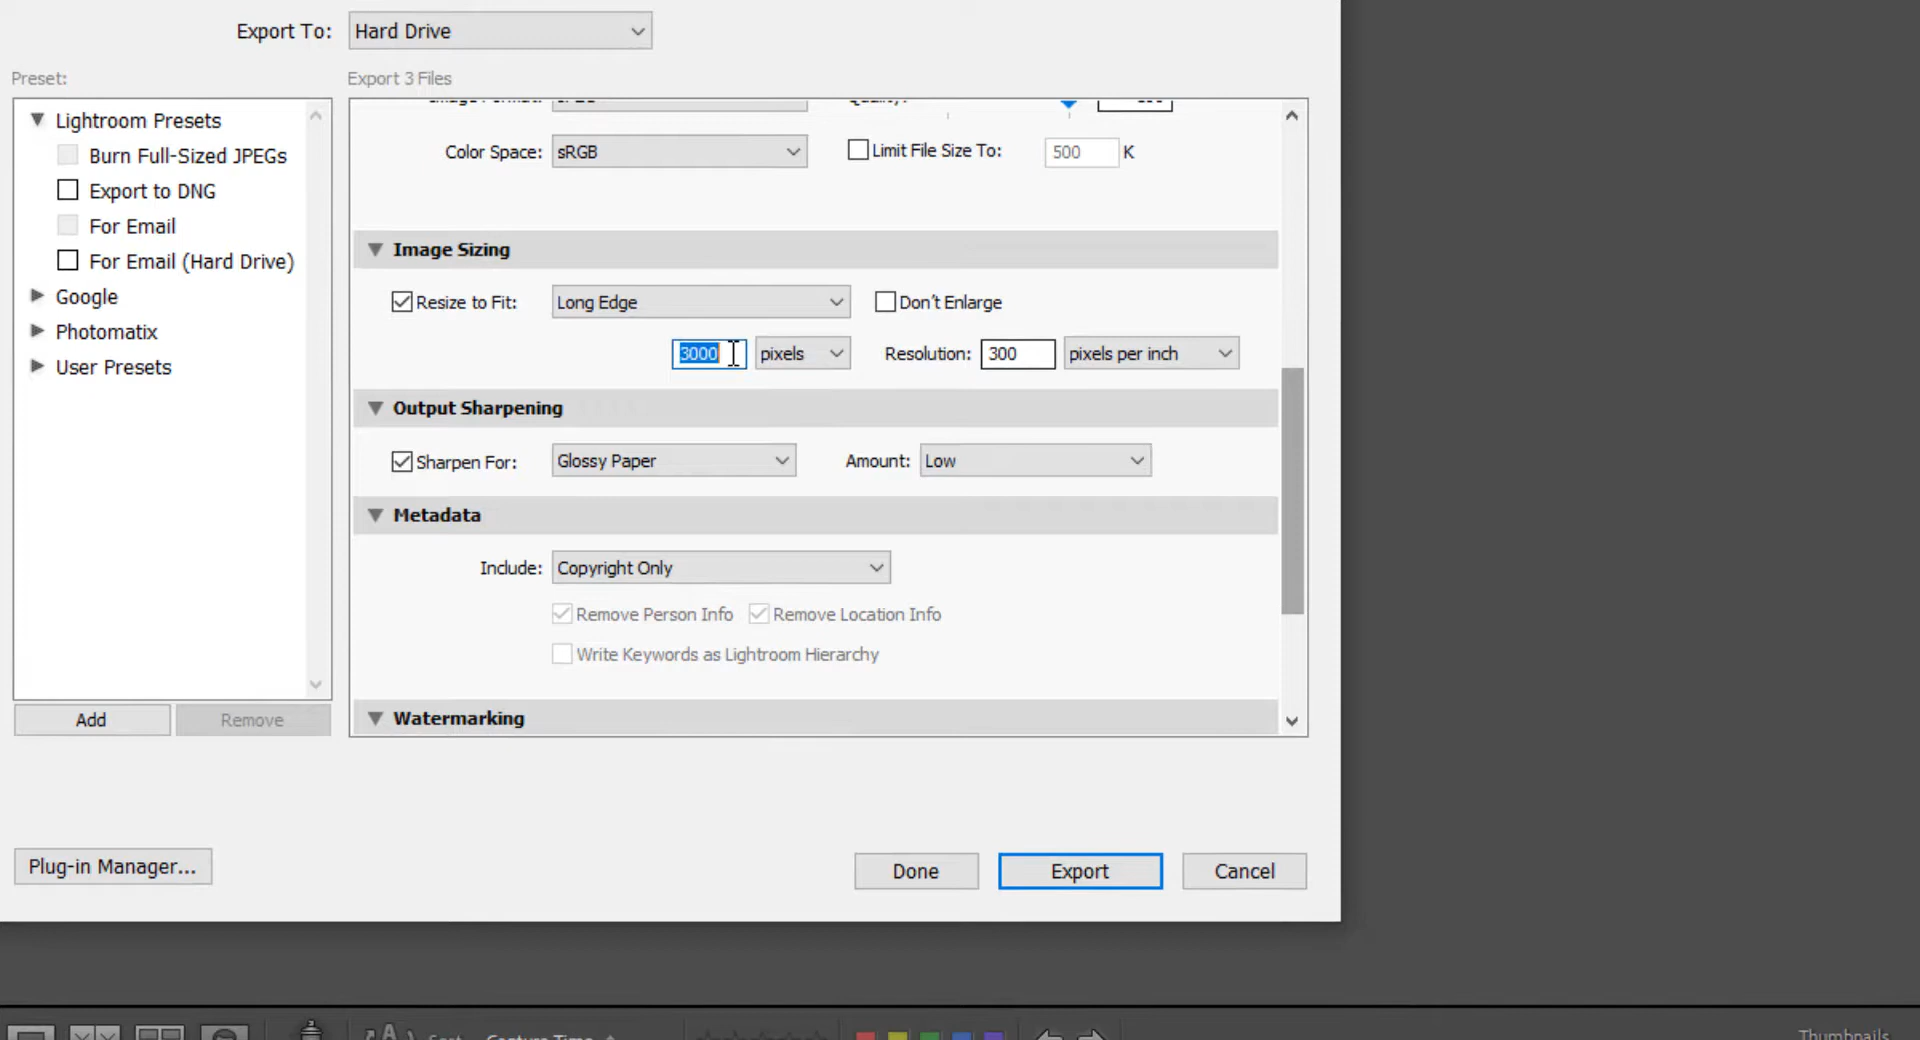 Export To: Hard Drive
Preset: Export 3 Files
Lightroom Presets
Burn Full-Sized JPEGs
Export to DNG
For Email
For Email (Hard Drive)
Google
Photomatix
User Presets
Add Remove
Color Space: sRGB Limit File Size To: 500 K
Image Sizing
Resize to Fit: Long Edge Don't Enlarge
3000 pixels Resolution: 300 pixels per inch
Output Sharpening
Sharpen For: Glossy Paper Amount: Low
Metadata
Include: Copyright Only
Remove Person Info Remove Location Info
Write Keywords as Lightroom Hierarchy
Watermarking
Plug-in Manager... Done Export Cancel
Thumbnails